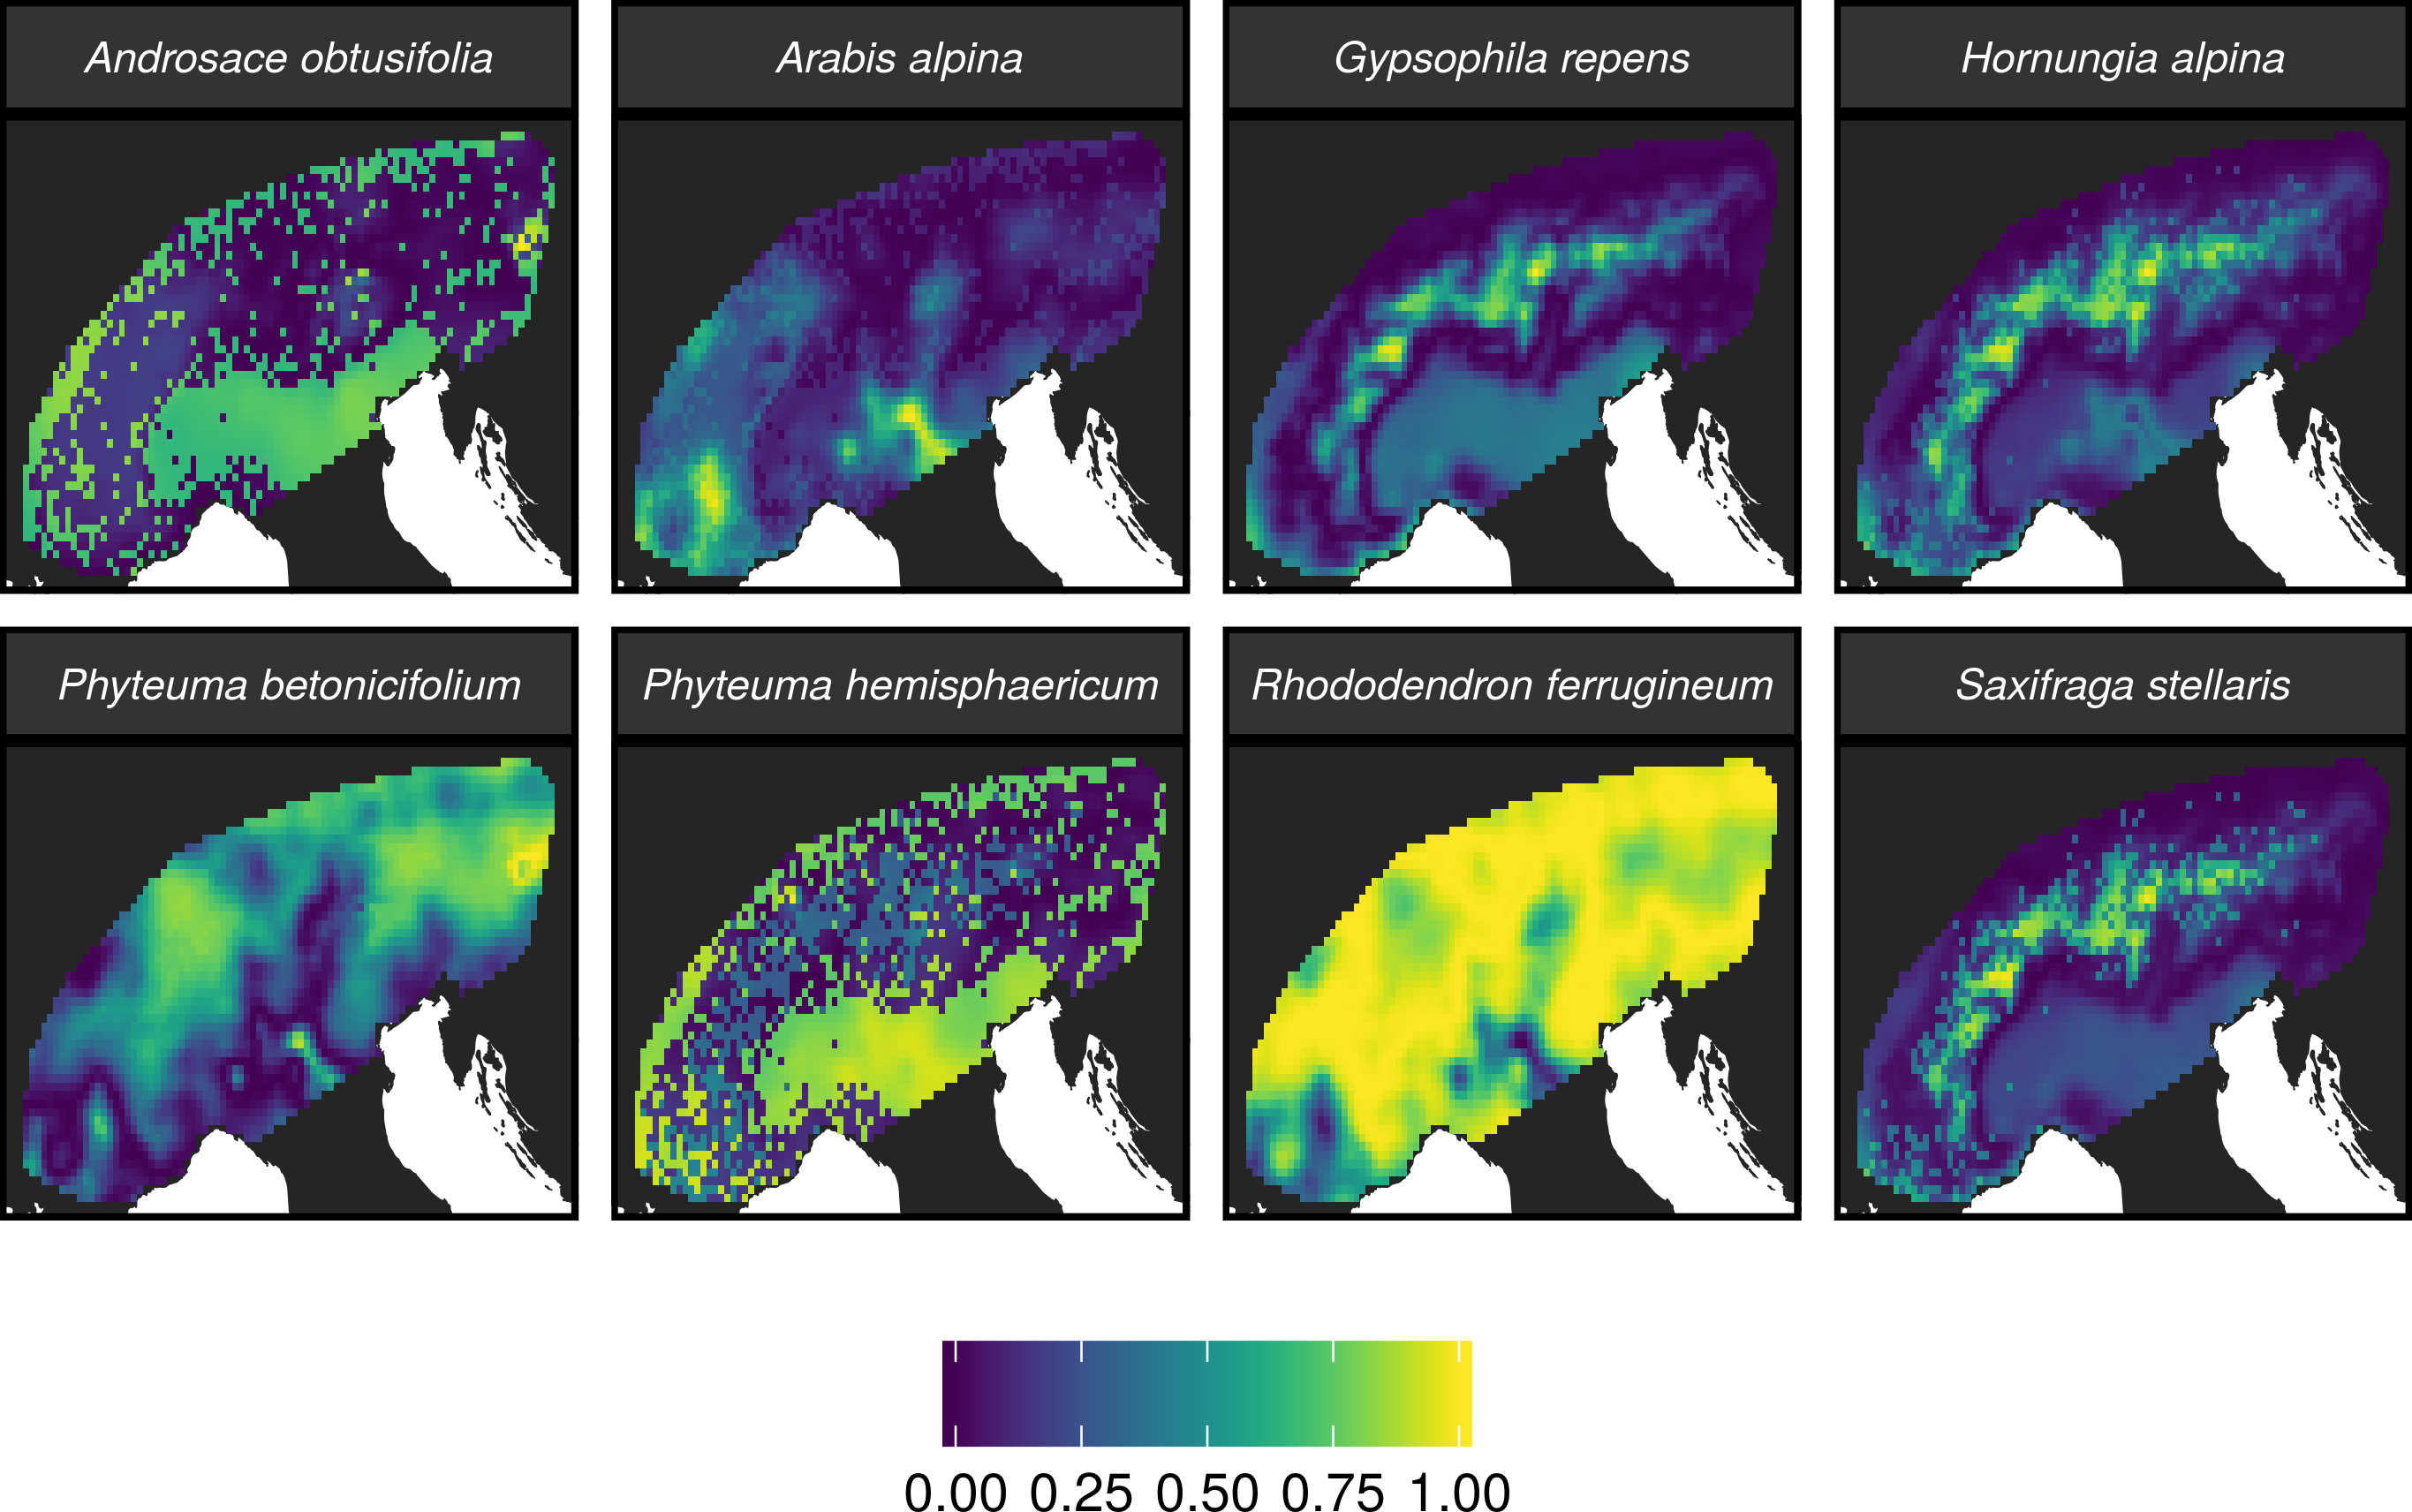 Androsace obtusifolia
Arabis alpina
Gypsophila repens
Hornungia alpina
Phyteuma betonicifolium
Phyteuma hemisphaericum
Rhododendron ferrugineum
Saxifraga stellaris
0.00 0.25 0.50 0.75 1.00